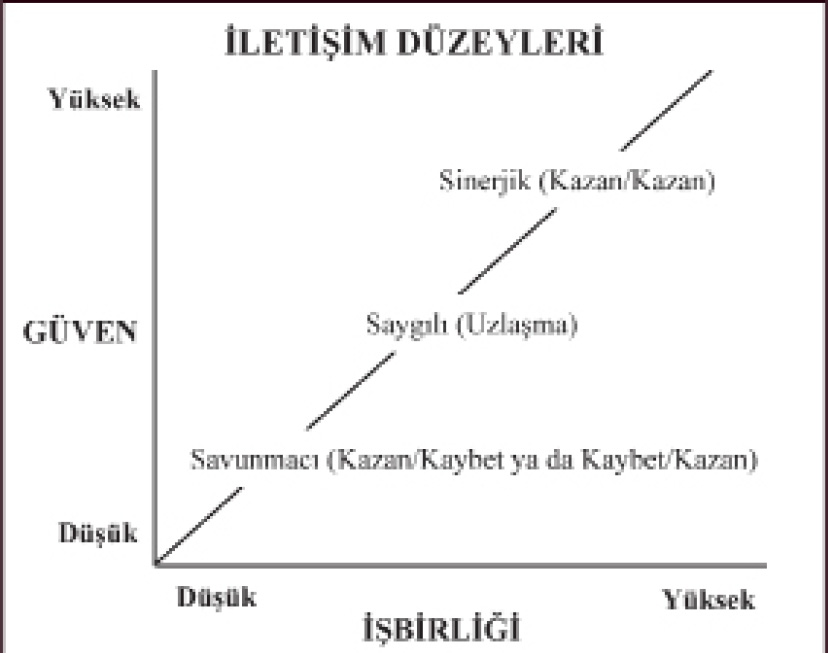 İLETİŞİM DÜZEYLERİ
Yüksek
Sinerjik (Kazan/Kazan)
GÜVEN
Saygılı (Uzlaşma)
Savunmacı (Kazan/Kaybet ya da Kaybet/Kazan)
Düşük
Düşük
Yüksek
İŞBİRLİĞİ